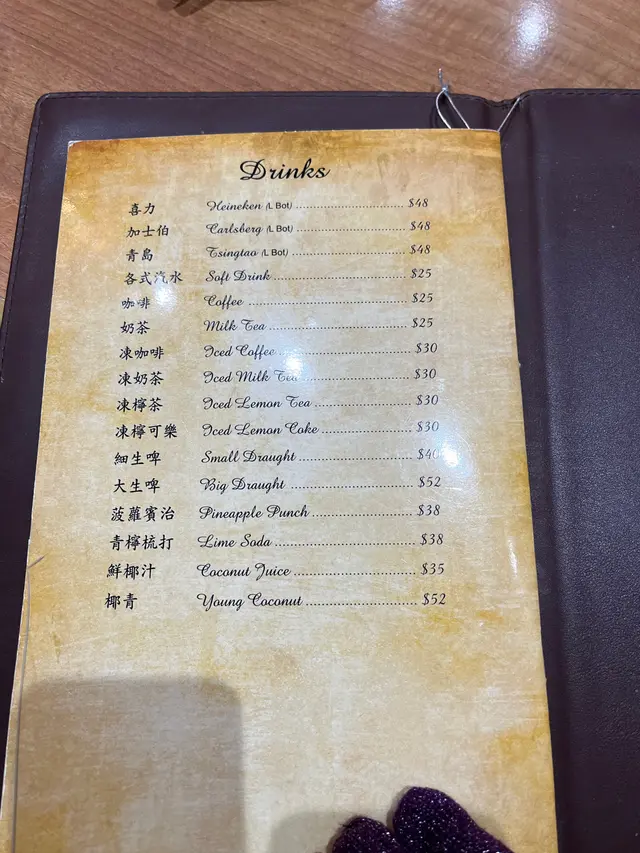 Drinks
喜力 Heineken (L Bot) ............................ $48
加士伯 Carlsberg (L Bot) ............................ $48
青島 Tsingtao (L Bot) ............................ $48
各式汽水 Soft Drink ................................ $25
咖啡 Coffee ...................................... $25
奶茶 Milk Tea .................................. $25
凍咖啡 Iced Coffee ................................ $30
凍奶茶 Iced Milk Tea ........................... $30
凍檸茶 Iced Lemon Tea ....................... $30
凍檸可樂 Iced Lemon Coke ..................... $30
細生啤 Small Draught .......................... $40
大生啤 Big Draught ............................. $52
菠蘿賓治 Pineapple Punch ....................... $38
青檸梳打 Lime Soda ................................. $38
鮮椰汁 Coconut Juice ............................ $35
椰青 Young Coconut ......................... $52